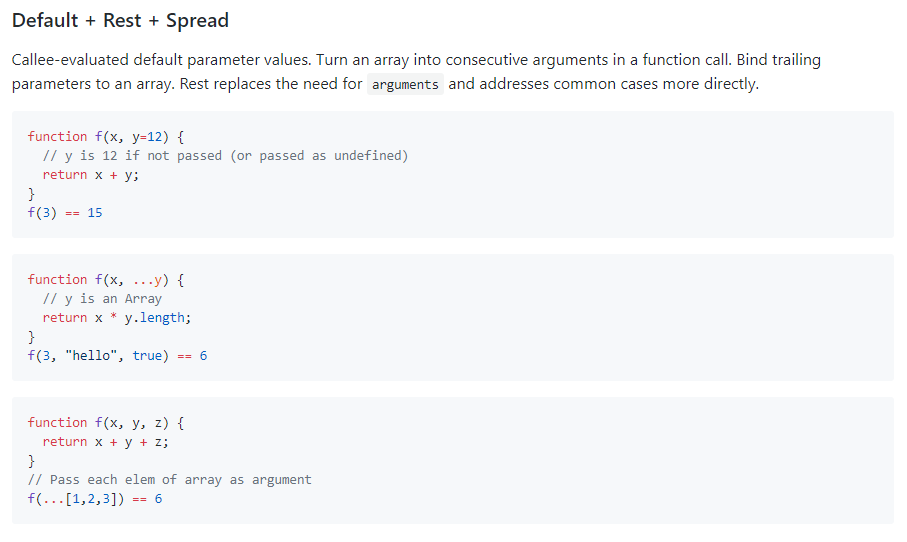 Default + Rest + Spread
Callee-evaluated default parameter values. Turn an array into consecutive arguments in a function call. Bind trailing
parameters to an array. Rest replaces the need for arguments and addresses common cases more directly.
function f(x, y=12) {
  // y is 12 if not passed (or passed as undefined)
  return x + y;
}
f(3) == 15
function f(x, ...y) {
  // y is an Array
  return x * y.length;
}
f(3, "hello", true) == 6
function f(x, y, z) {
  return x + y + z;
}
// Pass each elem of array as argument
f(...[1,2,3]) == 6